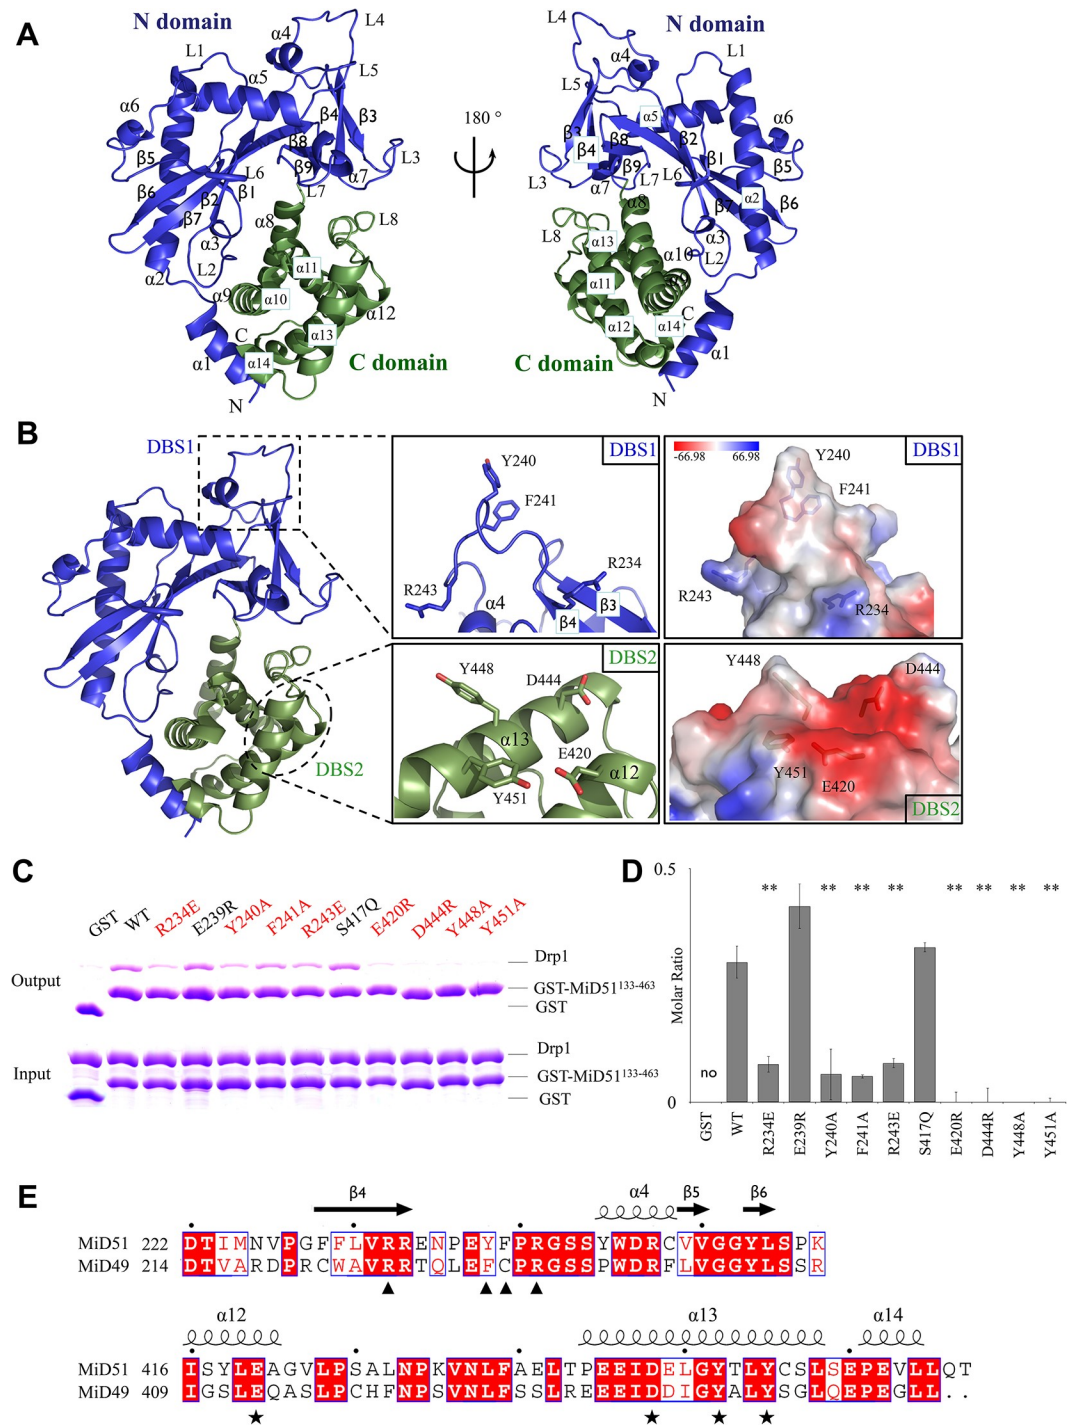 A
N domain
L4
α4
L1
α5
L5
α6
β4
β3
β8
β5
L3
β9
α7
L6
L7
β6
β1
β2
α8
β7
L8
α3
α11
L2
α2
α9
α10
α12
α13
C
α1
α14
C domain
N
180 °
L4
N domain
L1
α4
L5
α5
α6
β3
β8
β2
β4
β1
β5
β9
L6
L3
L7
α7
α2
β6
α8
β7
L8
α13
α3
α10
L2
α11
α9
C
α12
α14
α1
C domain
N
B
DBS1
DBS2
DBS1
Y240
F241
R234
R243
α4
β3
β4
DBS1
-66.98 66.98
Y240
F241
R243
R234
DBS2
Y448
D444
α13
E420
α12
Y451
Y448
D444
Y451
E420
DBS2
C
GST WT R234E E239R Y240A F241A R243E S417Q E420R D444R Y448A Y451A
Output
Drp1
GST-MiD51133-463
GST
Input
Drp1
GST-MiD51133-463
GST
D
0.5
** ** ** ** ** ** ** **
Molar Ratio
no
0
GST WT R234E E239R Y240A F241A R243E S417Q E420R D444R Y448A Y451A
E
β4 α4 β5 β6
MiD51 222 DTIMNVPGFFLVRRENPEYFPRGSSYWDRCVVGGYLSPK
MiD49 214 DTVARDPRCWAVRRTQLEFCPRGSSPWDRFLVGGYLSSR
α12 α13 α14
MiD51 416 ISYLEAGVLPSALNPKVNLFAELTPEEIDELGYTLYCSLSEPEVLLQT
MiD49 409 IGSLEQASLPCHFNPSVNLFSSLREEEIDDIGYALYSGLQEPEGLL..